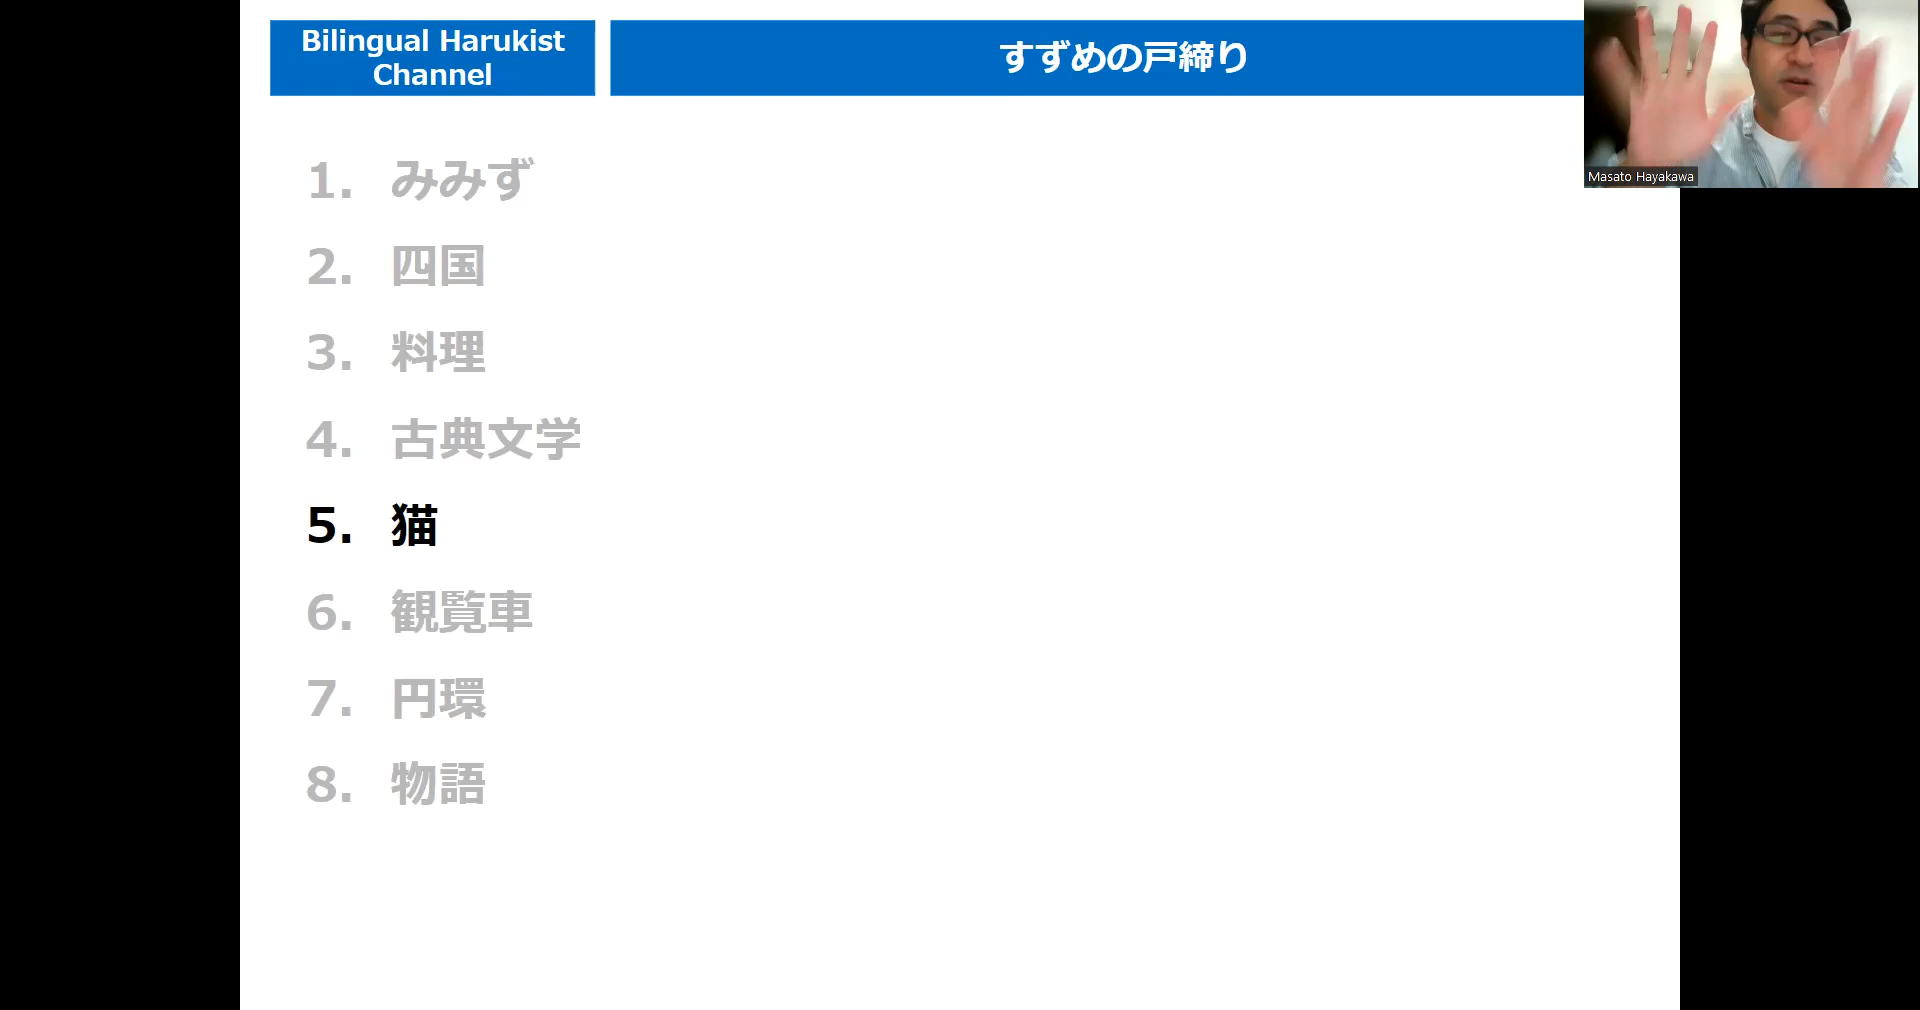 Bilingual Harukist
Channel
すずめの戸締り
Masato Hayakawa
1. みみず
2. 四国
3. 料理
4. 古典文学
5. 猫
6. 観覧車
7. 円環
8. 物語